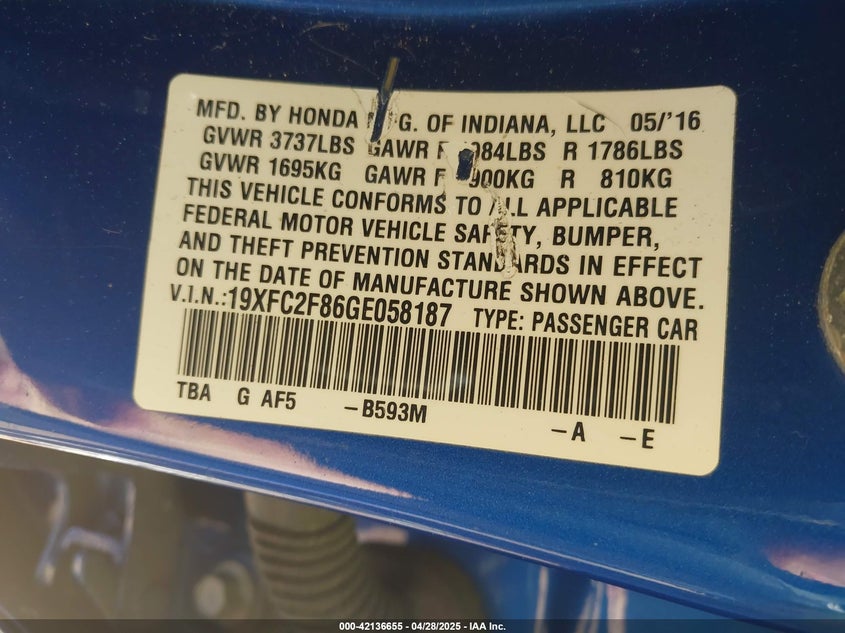 MFD. BY HONDA G. OF INDIANA, LLC 05/'16
GVWR 3737LBS GAWR F 084LBS R 1786LBS
GVWR 1695KG GAWR F 900KG R 810KG
THIS VEHICLE CONFORMS TO ALL APPLICABLE
FEDERAL MOTOR VEHICLE SAFETY, BUMPER,
AND THEFT PREVENTION STANDARDS IN EFFECT
ON THE DATE OF MANUFACTURE SHOWN ABOVE.
V.I.N.:19XFC2F86GE058187 TYPE: PASSENGER CAR
TBA G AF5 -B593M -A -E
000-42136655 - 04/28/2025 - IAA Inc.